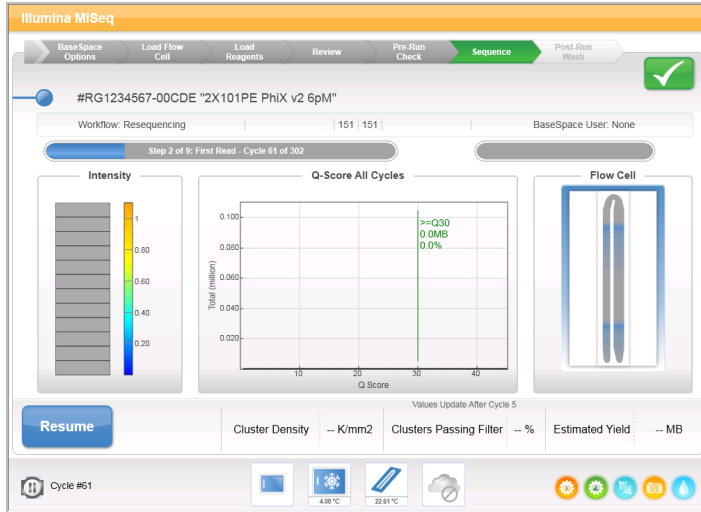 Illumina MiSeq
BaseSpace Options
Load Flow Cell
Load Reagents
Review
Pre-Run Check
Sequence
Post-Run Wash
#RG1234567-00CDE "2X101PE PhiX v2 6pM"
Workflow: Resequencing
151 151
BaseSpace User: None
Step 2 of 9: First Read - Cycle 61 of 302
Intensity
1
0.80
0.60
0.40
0.20
Q-Score All Cycles
Total (million)
0.100
0.080
0.060
0.040
0.020
>=Q30
0.0MB
0.0%
10 20 30 40
Q Score
Flow Cell
Values Update After Cycle 5
Resume
Cluster Density -- K/mm2
Clusters Passing Filter -- %
Estimated Yield -- MB
Cycle #61
4.00 °C
22.61 °C